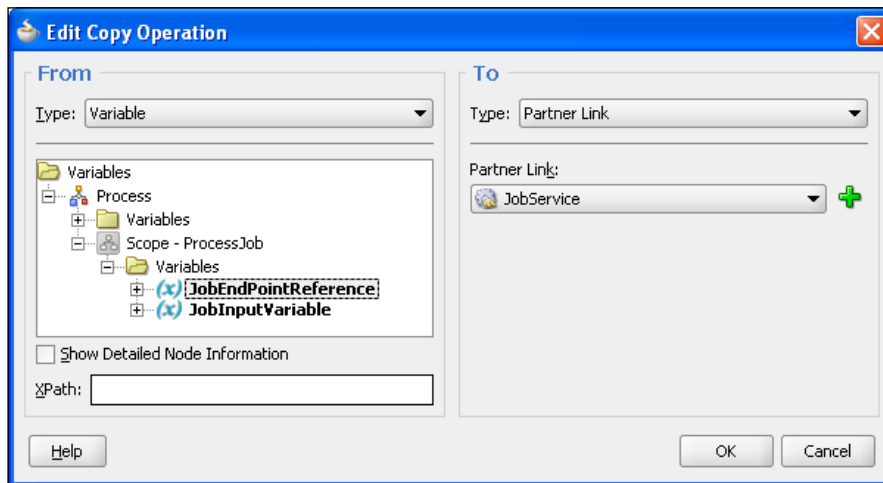 Edit Copy Operation
From
Type: Variable
Variables
Process
Variables
Scope - ProcessJob
Variables
(x) JobEndPointReference
(x) JobInputVariable
Show Detailed Node Information
XPath:
To
Type: Partner Link
Partner Link:
JobService
Help
OK
Cancel